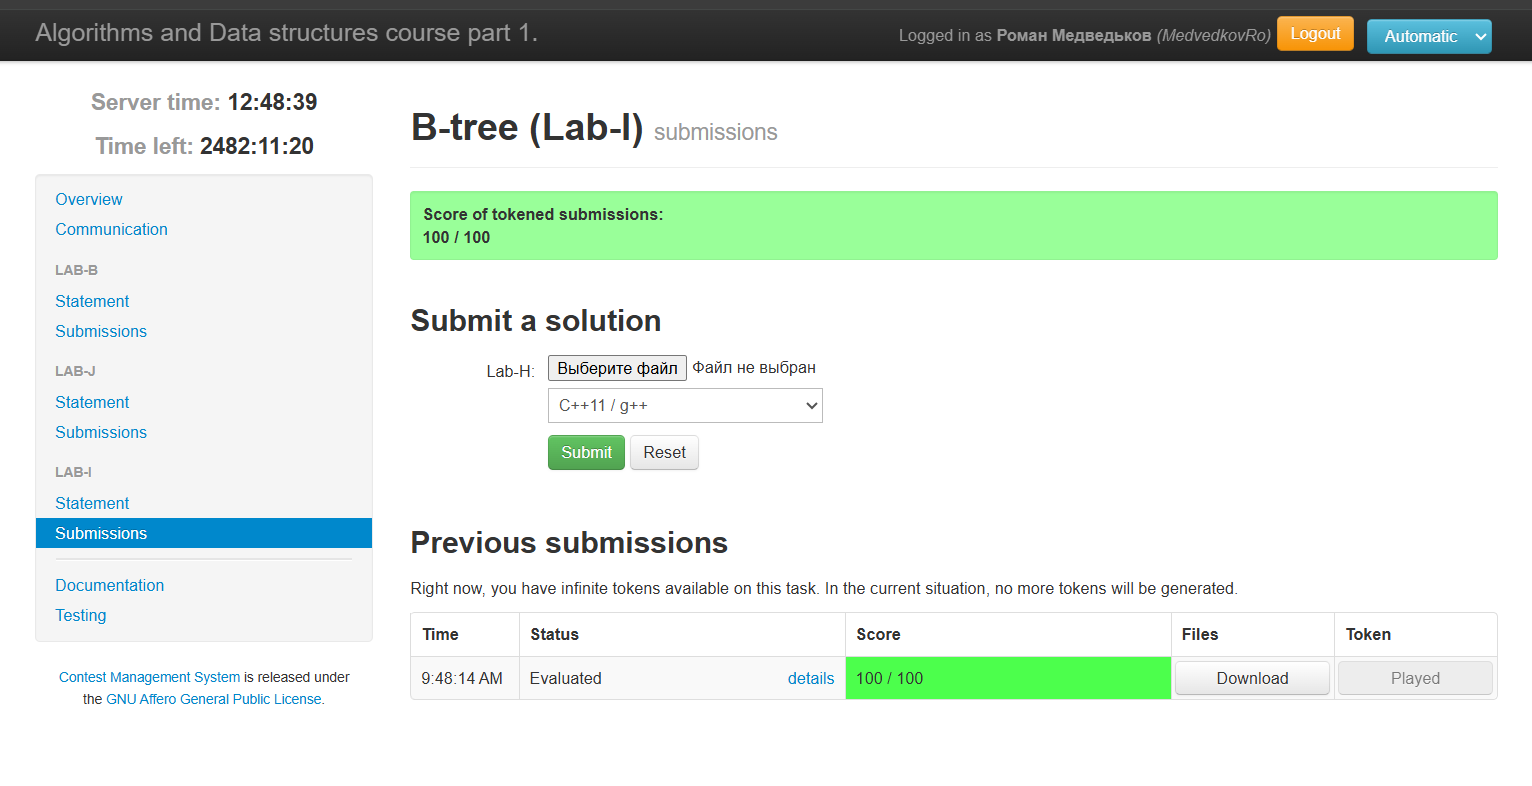 Algorithms and Data structures course part 1.
Logged in as Роман Медведьков (MedvedkovRo) Logout Automatic
Server time: 12:48:39
Time left: 2482:11:20
Overview
Communication
LAB-B
Statement
Submissions
LAB-J
Statement
Submissions
LAB-I
Statement
Submissions
Documentation
Testing
Contest Management System is released under
the GNU Affero General Public License.
B-tree (Lab-I) submissions
Score of tokened submissions:
100 / 100
Submit a solution
Lab-H: Выберите файл Файл не выбран
C++11 / g++
Submit Reset
Previous submissions
Right now, you have infinite tokens available on this task. In the current situation, no more tokens will be generated.
Time Status Score Files Token
9:48:14 AM Evaluated details 100 / 100 Download Played